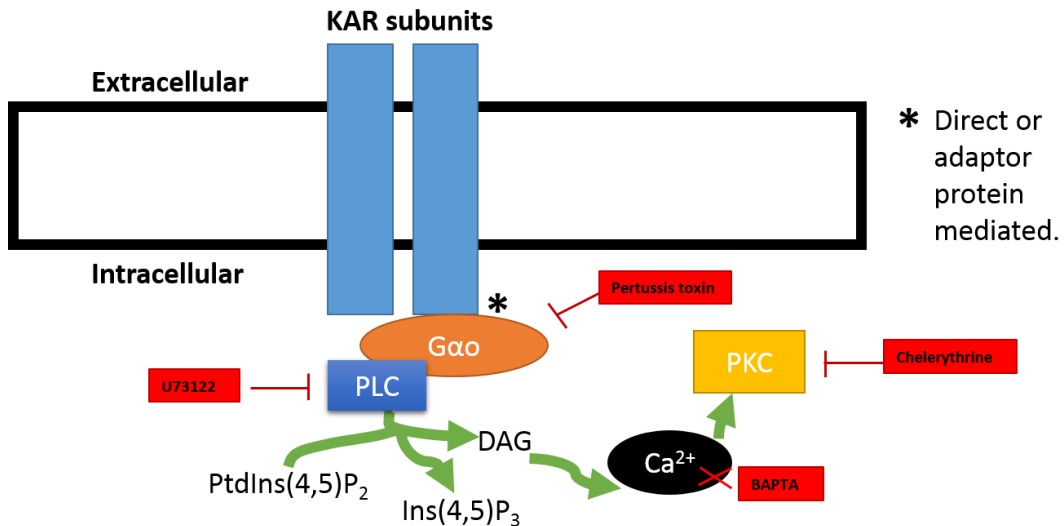 KAR subunits
Extracellular
* Direct or
adaptor
protein
mediated.
Intracellular
*
Pertussis toxin
Gαo
PKC
Chelerythrine
U73122
PLC
DAG
Ca²⁺
BAPTA
PtdIns(4,5)P₂
Ins(4,5)P₃